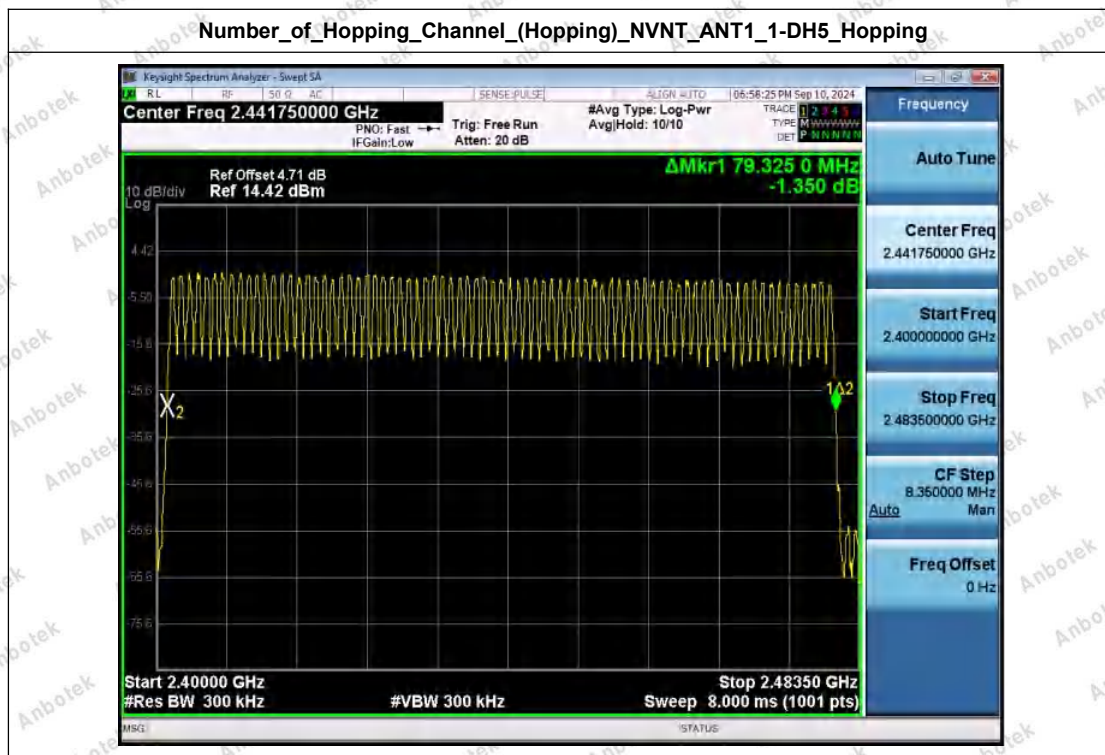 Number_of_Hopping_Channel_(Hopping)_NVNT_ANT1_1-DH5_Hopping
Keysight Spectrum Analyzer - Swept SA
RL RF 50 Ω AC SENSE:PULSE ALIGN AUTO 06:56:25 PM Sep 10, 2024
Center Freq 2.441750000 GHz
PNO: Fast
IFGain:Low
Trig: Free Run
Atten: 20 dB
#Avg Type: Log-Pwr
Avg|Hold: 10/10
TRACE 1 2 3 4 5
TYPE M
DET P N N N N N
ΔMkr1 79.325 0 MHz
-1.350 dB
Ref Offset 4.71 dB
10 dB/div Ref 14.42 dBm
Log
4.42
-5.50
-15.6
-25.6
-35.6
-45.6
-55.6
-65.6
-75.6
2
1Δ2
Start 2.40000 GHz Stop 2.48350 GHz
#Res BW 300 kHz #VBW 300 kHz Sweep 8.000 ms (1001 pts)
MSG STATUS
Frequency
Auto Tune
Center Freq
2.441750000 GHz
Start Freq
2.400000000 GHz
Stop Freq
2.483500000 GHz
CF Step
8.350000 MHz
Auto Man
Freq Offset
0 Hz
Anbotek